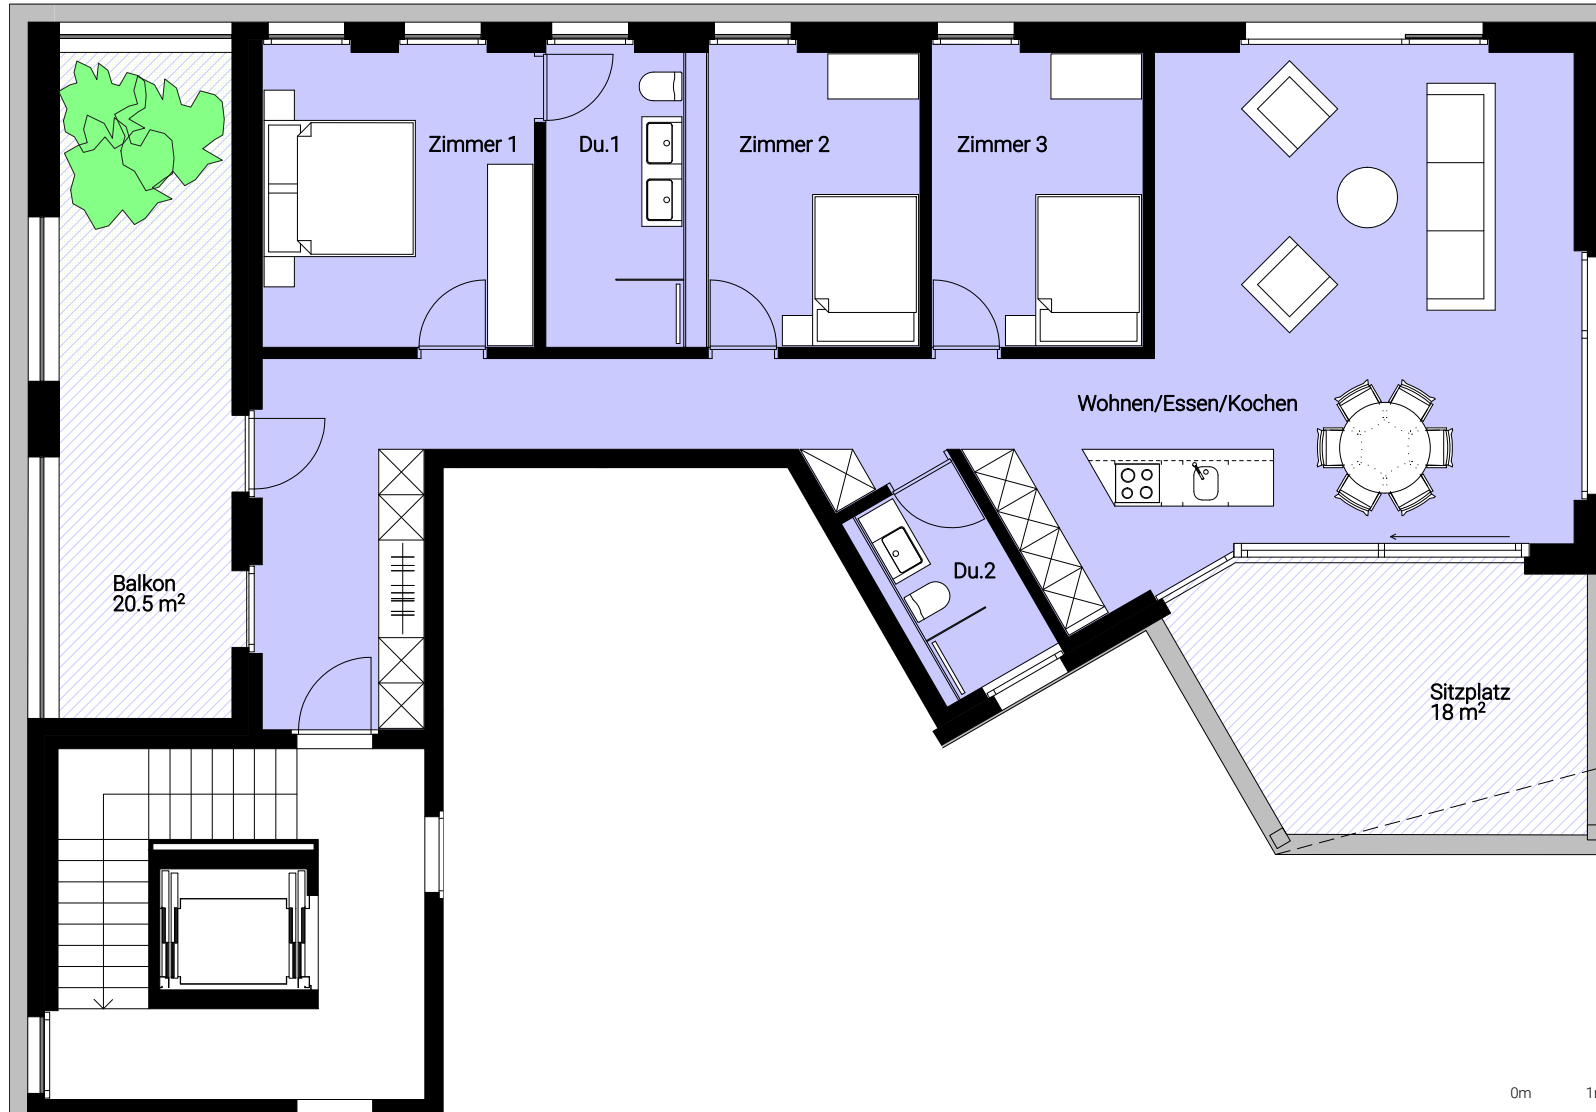 Zimmer 1
Du.1
Zimmer 2
Zimmer 3
Wohnen/Essen/Kochen
Balkon
20.5 m²
Du.2
Sitzplatz
18 m²
0m